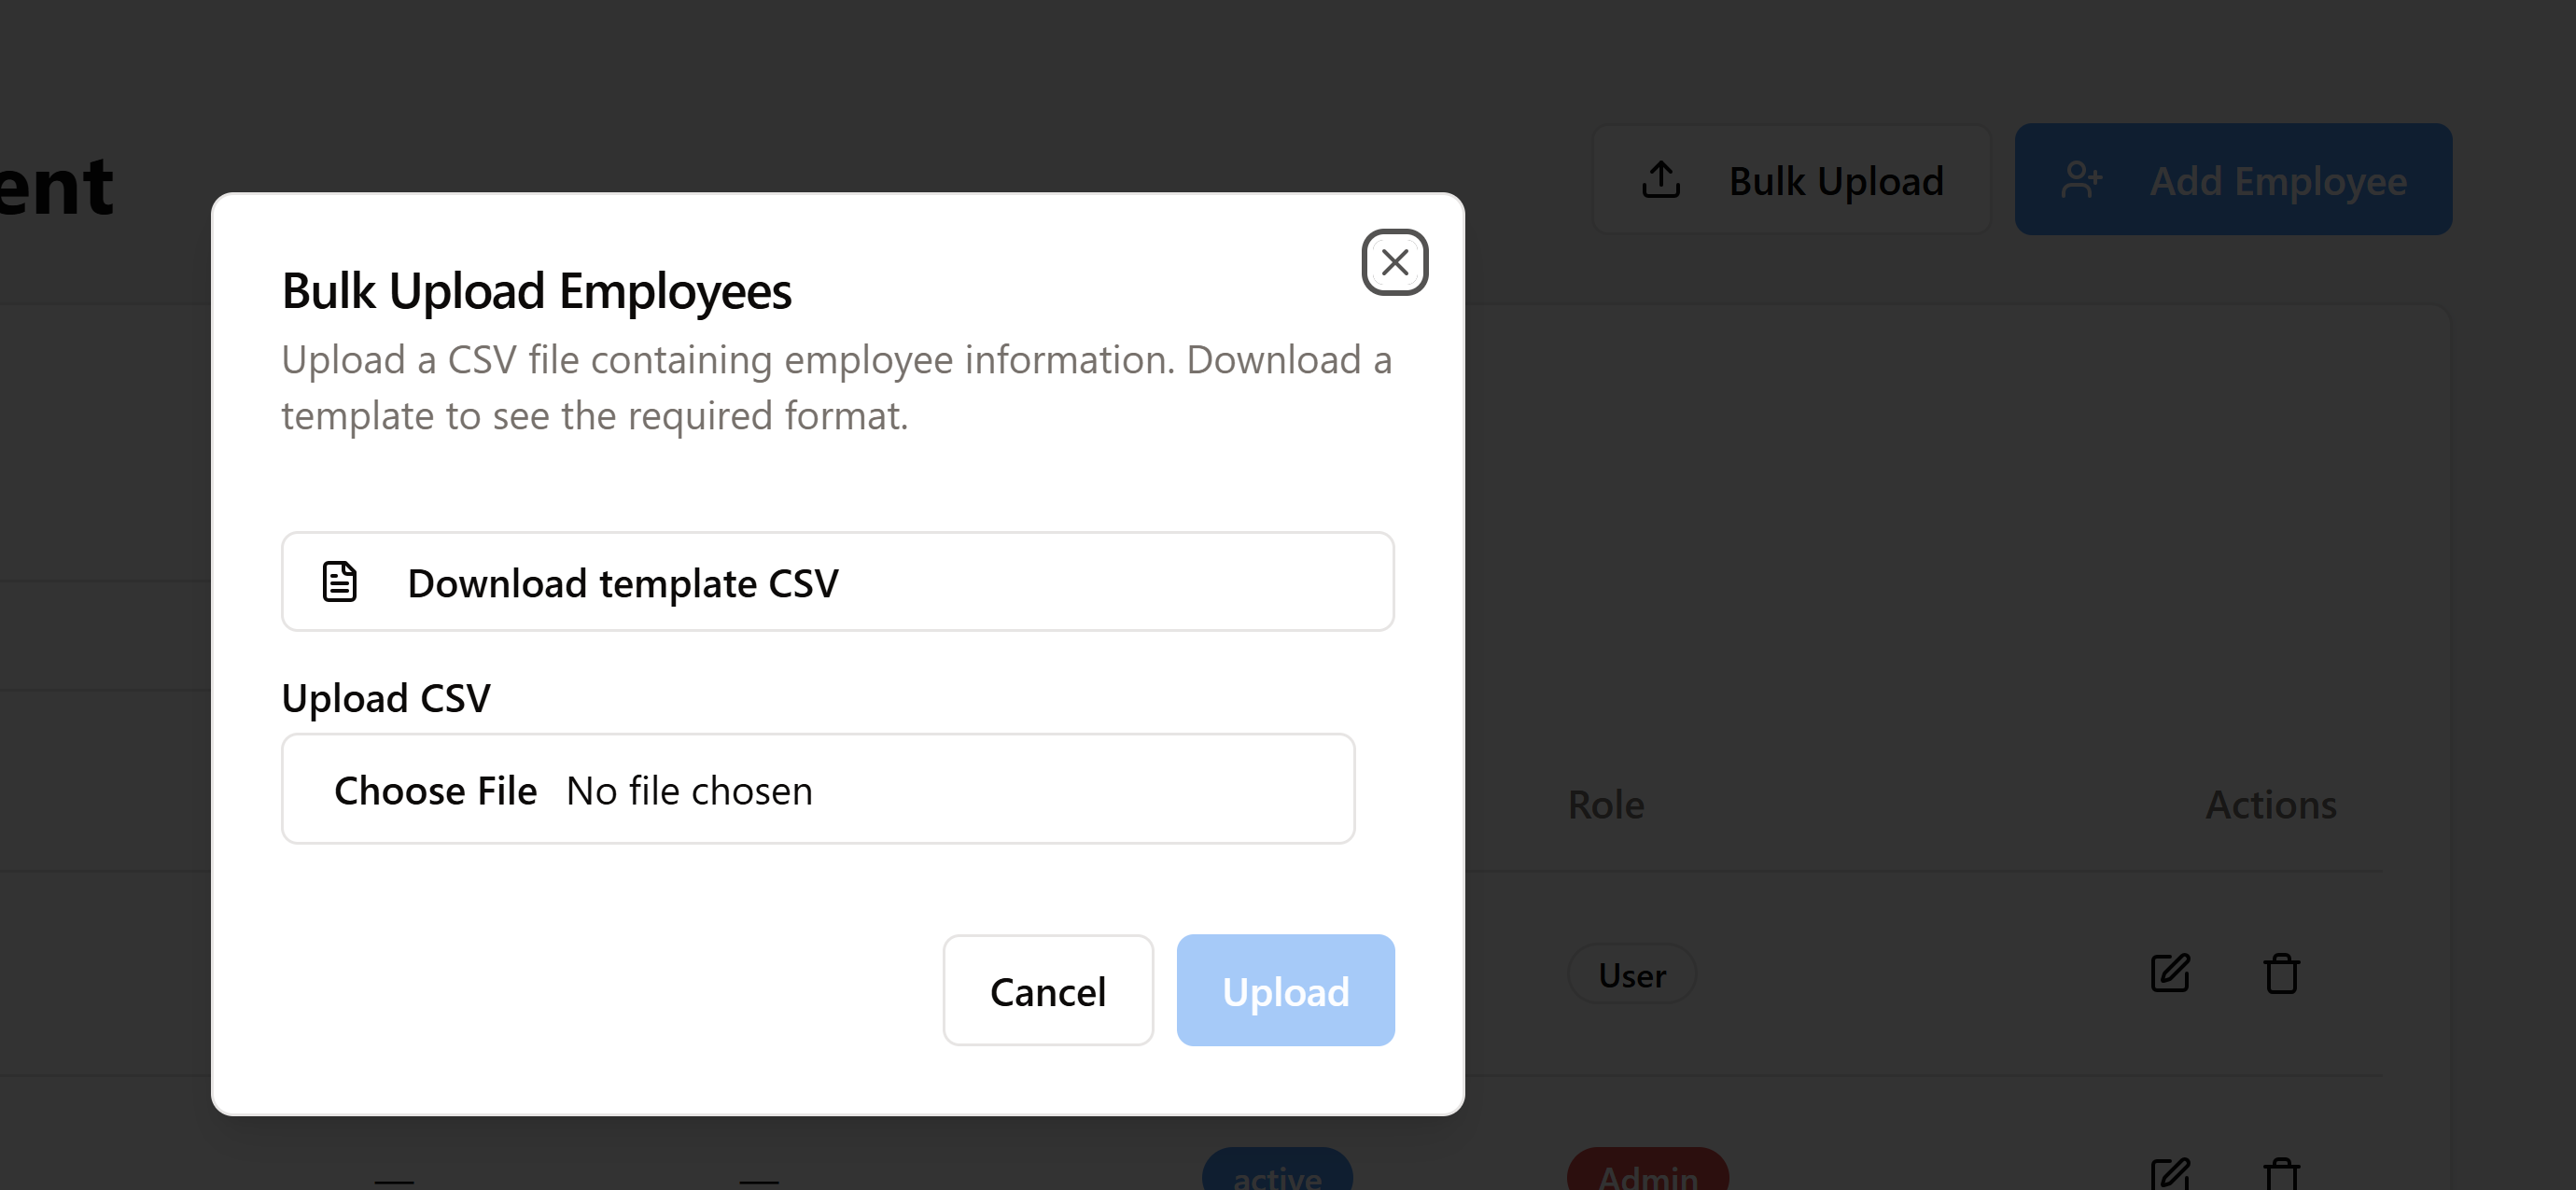 ent
Bulk Upload
Add Employee
Bulk Upload Employees
Upload a CSV file containing employee information. Download a
template to see the required format.
Download template CSV
Upload CSV
Choose File No file chosen
Cancel
Upload
Role
Actions
User
active
Admin